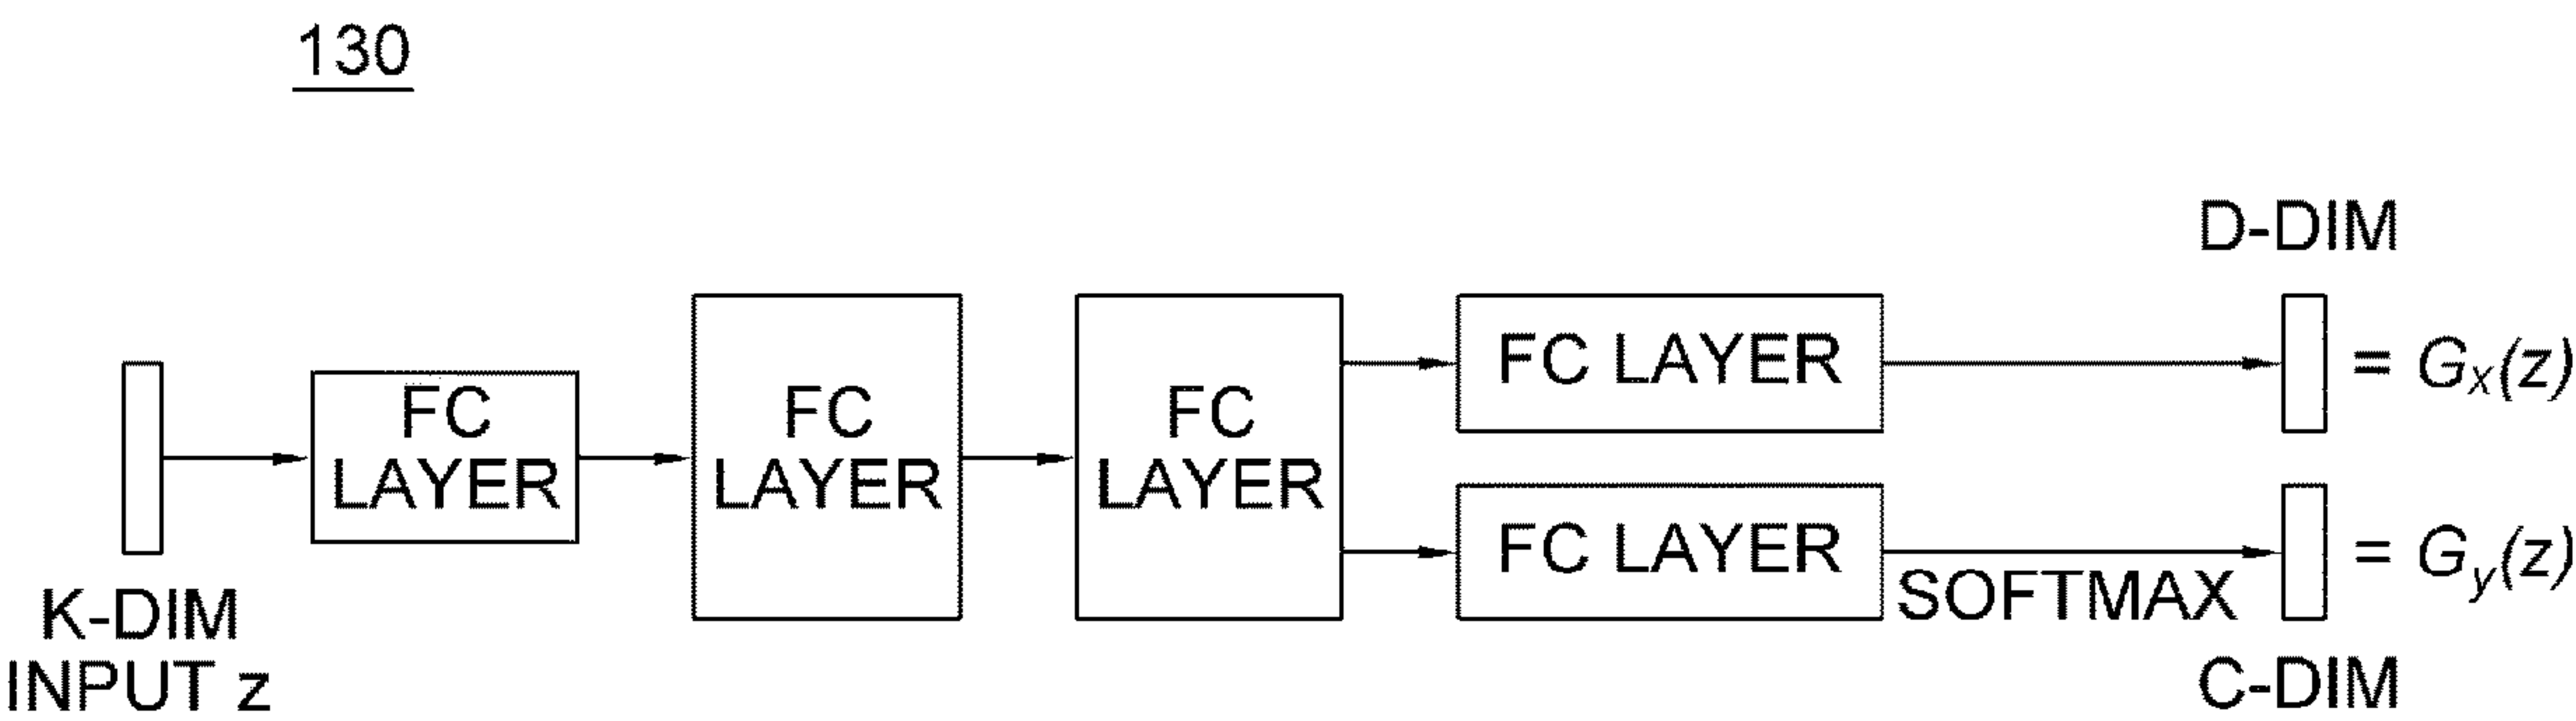 130
K-DIM
INPUT z
FC
LAYER
FC
LAYER
FC
LAYER
FC LAYER
FC LAYER
SOFTMAX
D-DIM
= Gx(z)
= Gy(z)
C-DIM